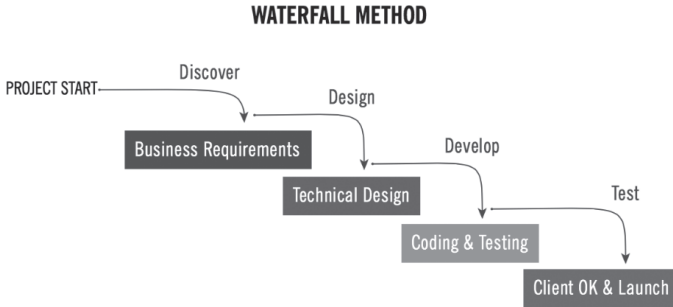 WATERFALL METHOD
Discover
PROJECT START
Design
Business Requirements
Develop
Technical Design
Test
Coding & Testing
Client OK & Launch